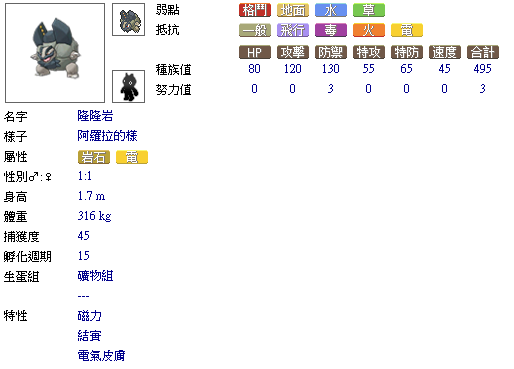 弱點 格鬥 地面 水 草
抵抗 一般 飛行 毒 火 電
HP 攻擊 防禦 特攻 特防 速度 合計
種族值 80 120 130 55 65 45 495
努力值 0 0 3 0 0 0 3
名字 隆隆岩
樣子 阿羅拉的樣
屬性 岩石 電
性別♂:♀ 1:1
身高 1.7 m
體重 316 kg
捕獲度 45
孵化週期 15
生蛋組 礦物組
---
特性 磁力
結實
電氣皮膚